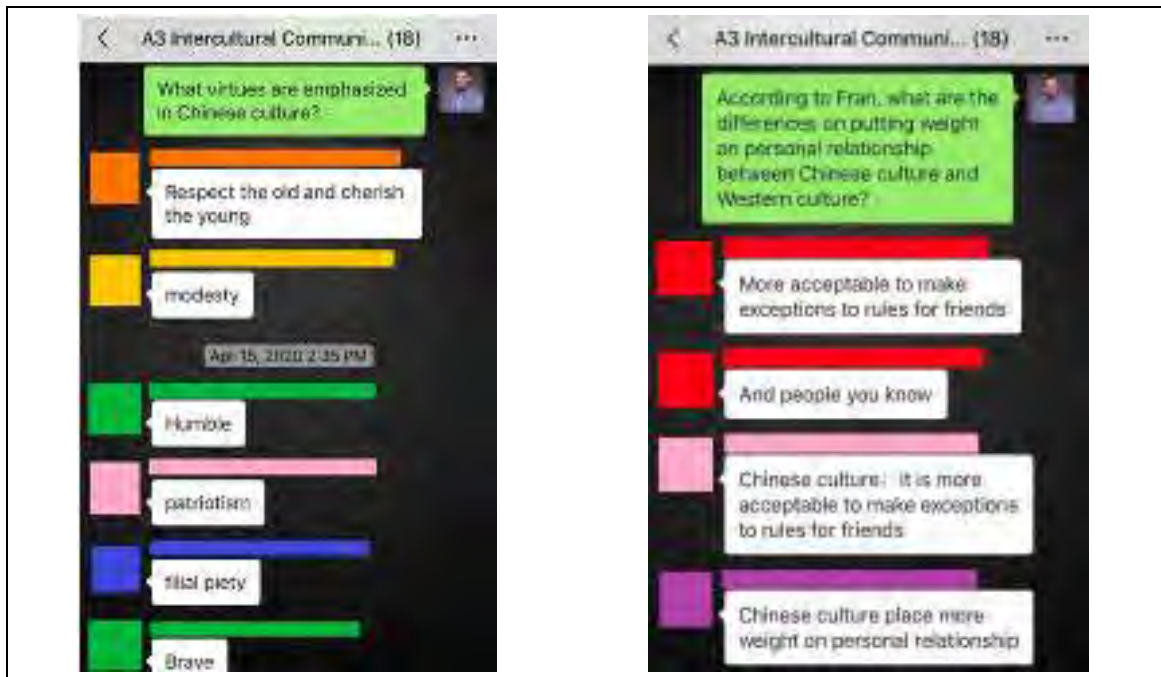 A3 Intercultural Communi... (18)
What virtues are emphasized
in Chinese culture?
Respect the old and cherish
the young
modesty
Apr 15, 2020 2:35 PM
Humble
patriotism
filial piety
Brave
A3 Intercultural Communi... (18)
According to Fran, what are the
differences on putting weight
on personal relationship
between Chinese culture and
Western culture?
More acceptable to make
exceptions to rules for friends
And people you know
Chinese culture: it is more
acceptable to make exceptions
to rules for friends
Chinese culture place more
weight on personal relationship